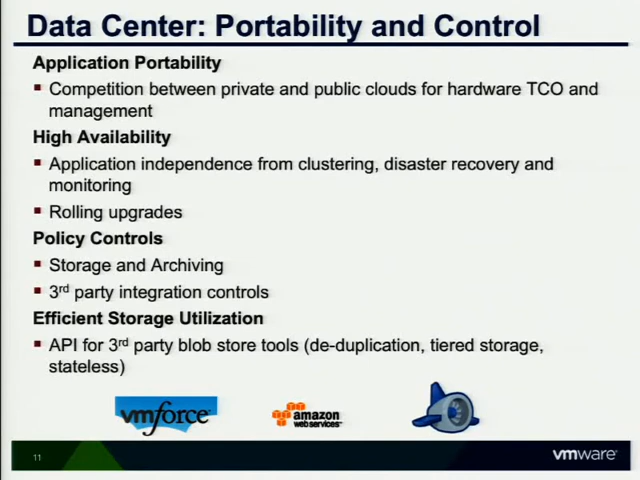 Data Center: Portability and Control
Application Portability
Competition between private and public clouds for hardware TCO and
management
High Availability
Application independence from clustering, disaster recovery and
monitoring
Rolling upgrades
Policy Controls
Storage and Archiving
3rd party integration controls
Efficient Storage Utilization
API for 3rd party blob store tools (de-duplication, tiered storage,
stateless)
vmforce
amazon
webservices™
11
vmware